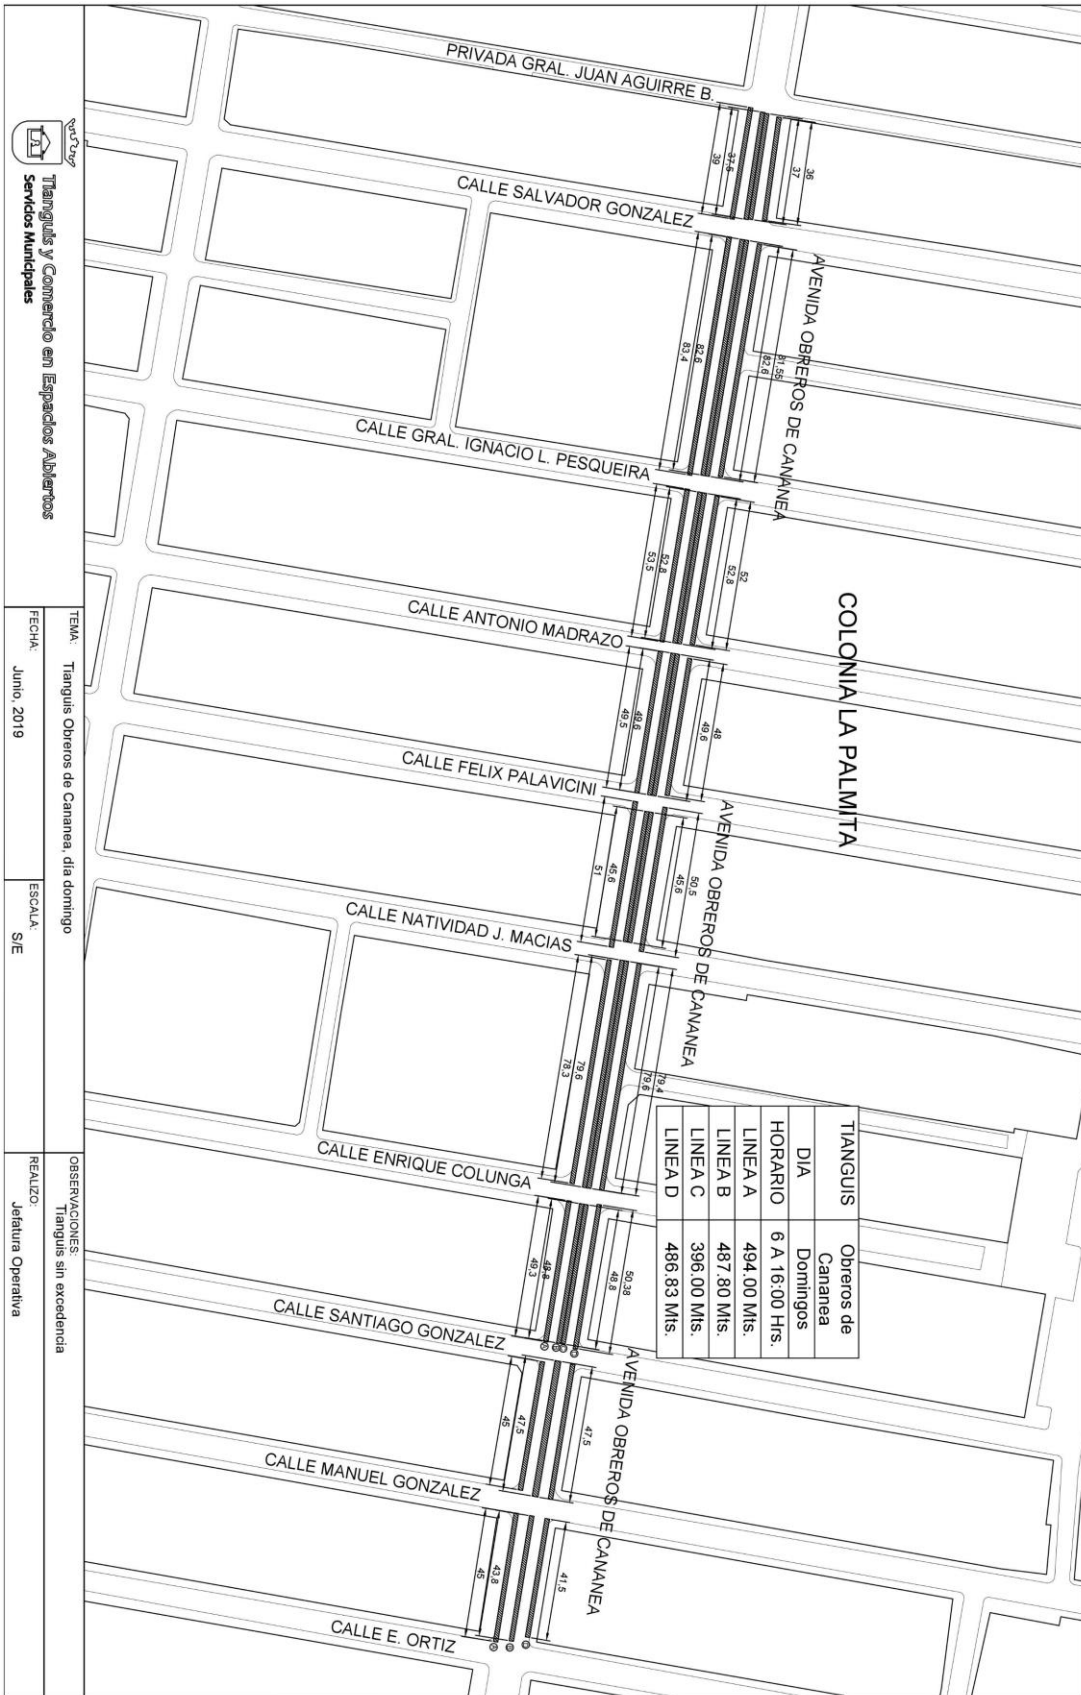 PRIVADA GRAL. JUAN AGUIRRE B.
39
37.5
37
36
CALLE SALVADOR GONZALEZ
AVENIDA OBREROS DE CANANEA
83.4
82.6
82.6
81.55
CALLE GRAL. IGNACIO L. PESQUEIRA
53.5
52.8
52.8
52
CALLE ANTONIO MADRAZO
COLONIA LA PALMITA
49.5
49.6
49.6
48
CALLE FELIX PALAVICINI
AVENIDA OBREROS DE CANANEA
51
45.6
45.6
50.5
CALLE NATIVIDAD J. MACIAS
78.3
79.6
79.6
79.4
CALLE ENRIQUE COLUNGA
49.3
48.8
48.8
50.38
CALLE SANTIAGO GONZALEZ
AVENIDA OBREROS DE CANANEA
45
47.5
47.5
CALLE MANUEL GONZALEZ
45
43.8
41.5
CALLE E. ORTIZ
TIANGUIS Obreros de Cananea
DIA Domingos
HORARIO 6 A 16:00 Hrs.
LINEA A 494.00 Mts.
LINEA B 487.80 Mts.
LINEA C 396.00 Mts.
LINEA D 486.83 Mts.
Tianguis y Comercio en Espacios Abiertos
Servicios Municipales
TEMA: Tianguis Obreros de Cananea, día domingo
FECHA: Junio, 2019
ESCALA: S/E
OBSERVACIONES: Tianguis sin excedencia
REALIZO: Jefatura Operativa